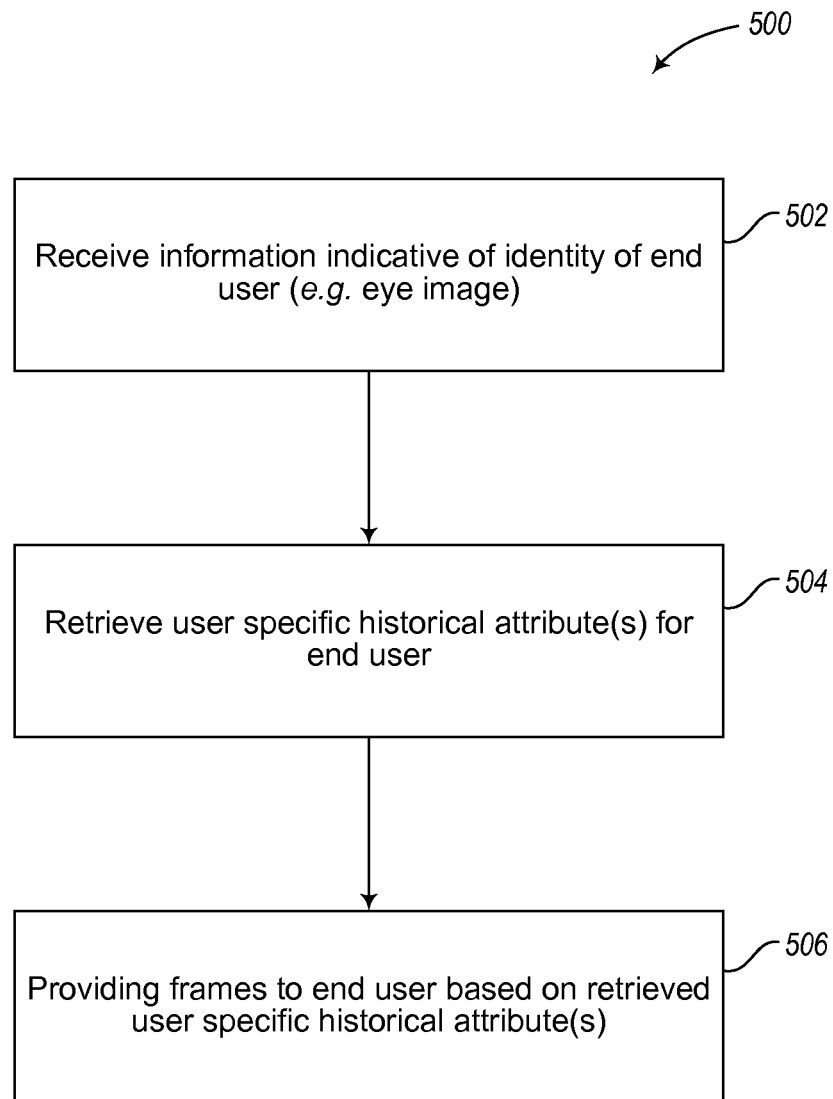 500
502
Receive information indicative of identity of end
user (e.g. eye image)
504
Retrieve user specific historical attribute(s) for
end user
506
Providing frames to end user based on retrieved
user specific historical attribute(s)